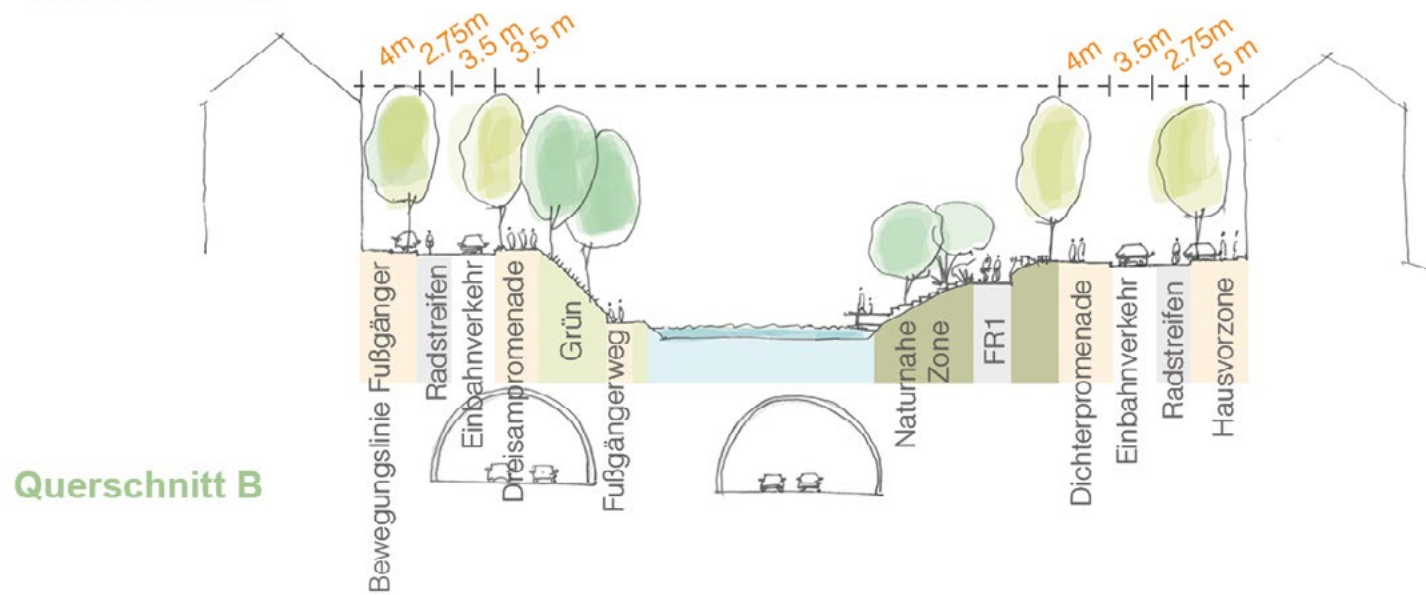 4m
2.75m
3.5 m
3.5 m
4m
3.5m
2.75m
5 m
Bewegungslinie Fußgänger
Radstreifen
Einbahnverkehr
Dreisampromenade
Grün
Fußgängerweg
Naturnahe
Zone
FR1
Dichterpromenade
Einbahnverkehr
Radstreifen
Hausvorzone
Querschnitt B